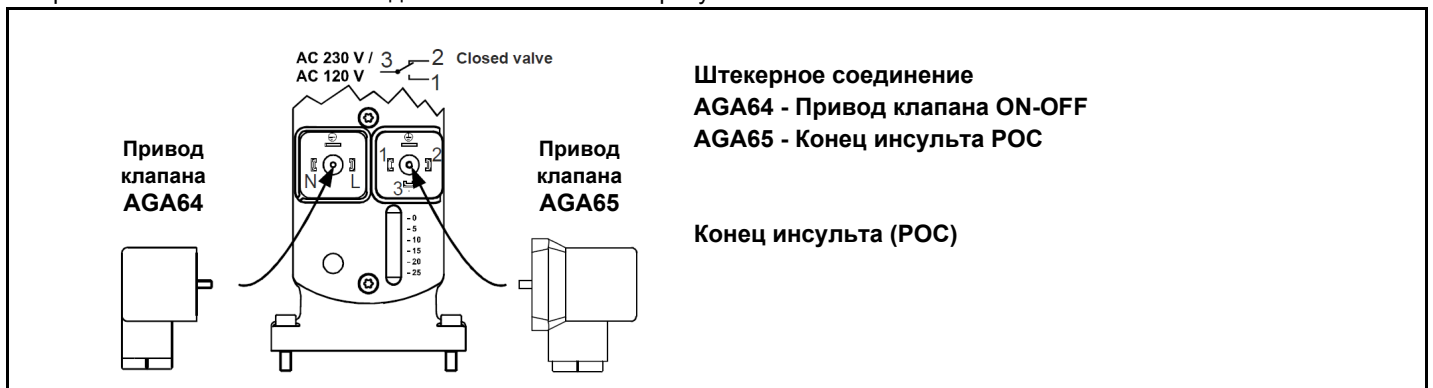 AC 230 V / 3 2 Closed valve
AC 120 V 1
Привод
клапана
AGA64
N L
1 2
3
-0
-5
-10
-15
-20
-25
Привод
клапана
AGA65
Штекерное соединение
AGA64 - Привод клапана ON-OFF
AGA65 - Конец инсульта POC
Конец инсульта (POC)